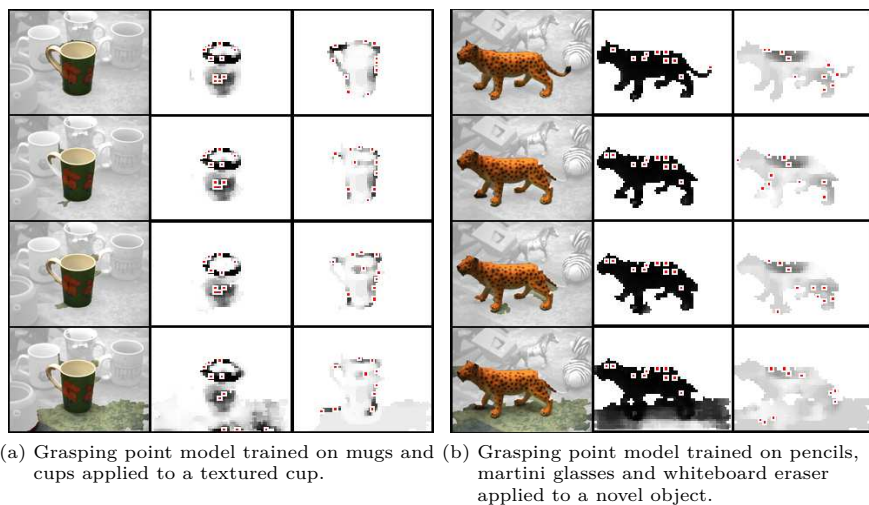 (a) Grasping point model trained on mugs and
cups applied to a textured cup.
(b) Grasping point model trained on pencils,
martini glasses and whiteboard eraser
applied to a novel object.